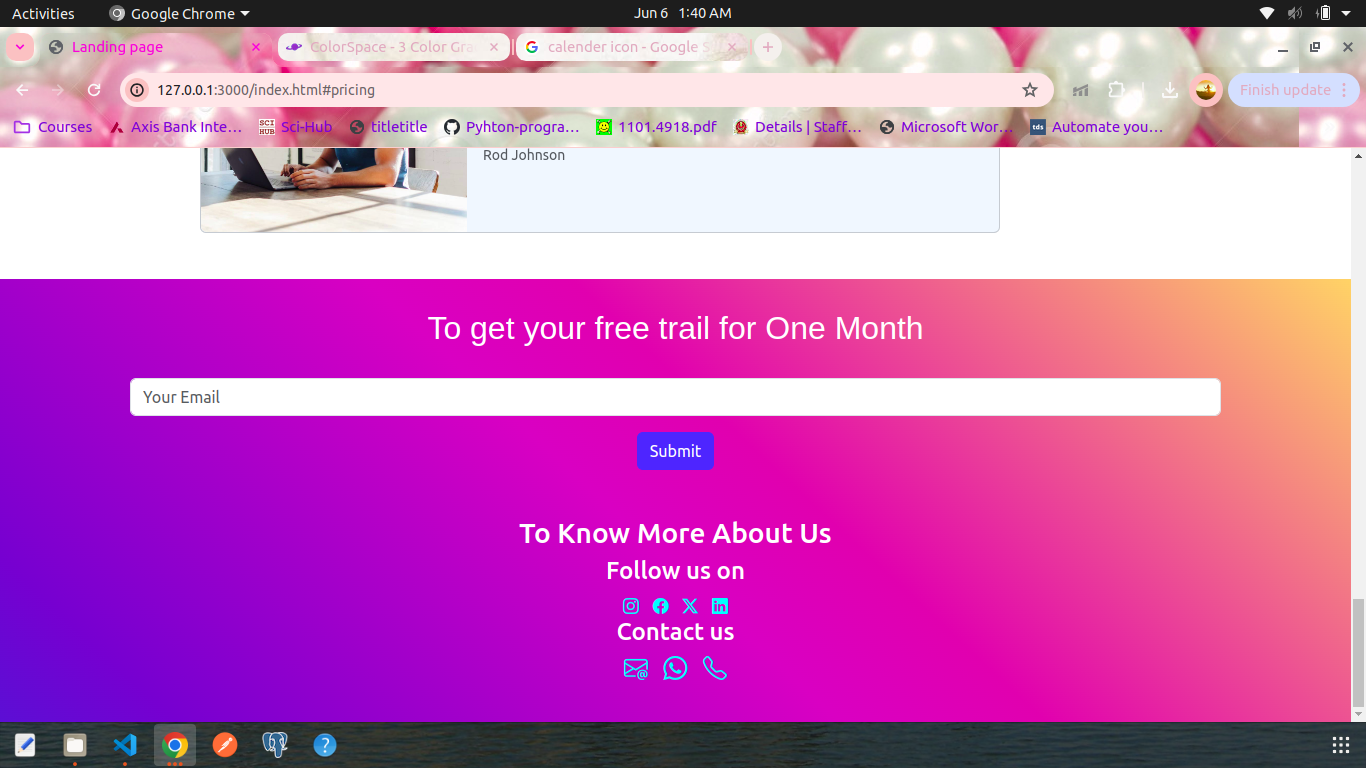 Activities Google Chrome Jun 6 1:40 AM
Landing page ColorSpace - 3 Color Gra calender icon - Google S
127.0.0.1:3000/index.html#pricing Finish update
Courses Axis Bank Inte… SCI HUB Sci-Hub titletitle Pyhton-progra… 1101.4918.pdf Details | Staff… Microsoft Wor… tds Automate you…
Rod Johnson
To get your free trail for One Month
Your Email
Submit
To Know More About Us
Follow us on
Contact us